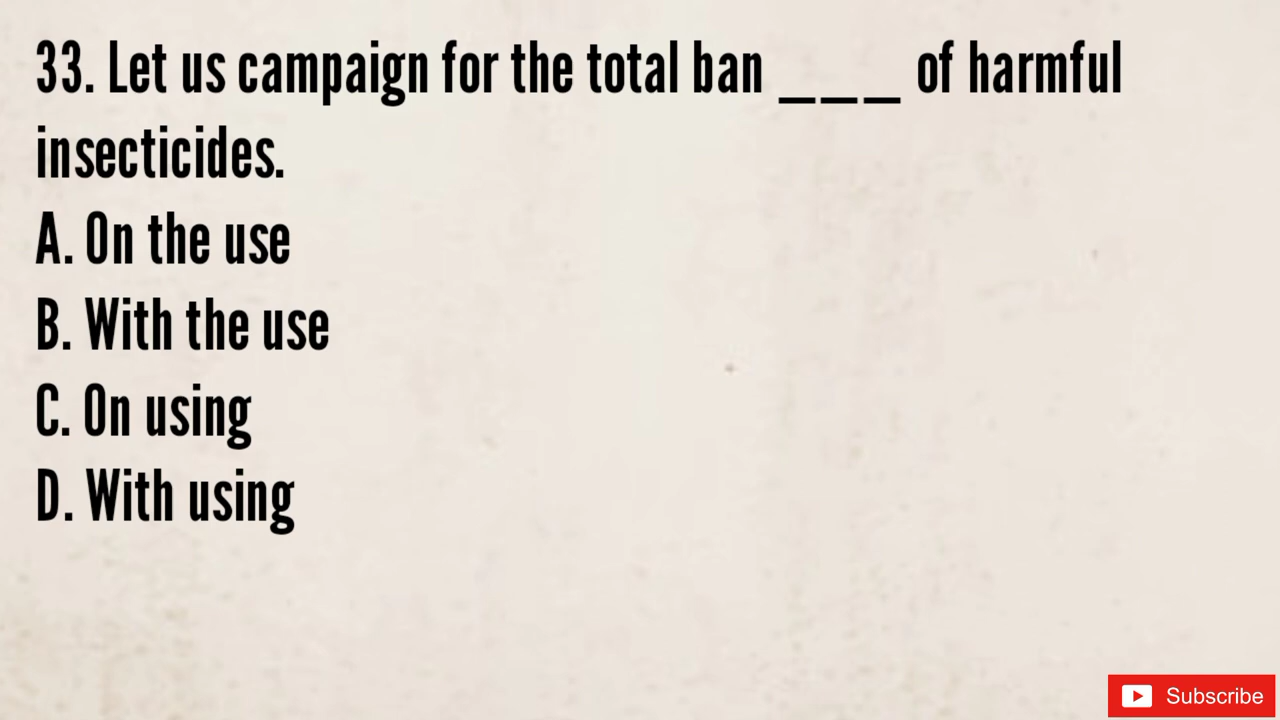 33. Let us campaign for the total ban ___ of harmful
insecticides.
A. On the use
B. With the use
C. On using
D. With using
Subscribe